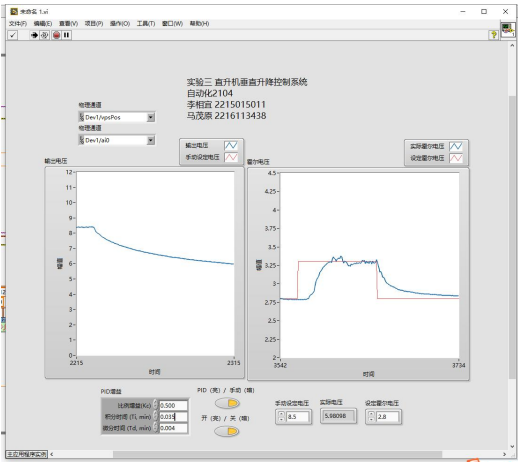 未命名 1.vi
文件(F) 编辑(E) 查看(V) 项目(P) 操作(O) 工具(T) 窗口(W) 帮助(H)
实验三 直升机垂直升降控制系统
自动化2104
李相宜 2215015011
马茂原 2216113438
物理通道
Dev1/vpsPos
物理通道
Dev1/ai0
输出电压
手动设定电压
实际霍尔电压
设定霍尔电压
输出电压
霍尔电压
12
11
10
9
8
7
6
5
4
3
2
1
0
幅值
2215
2315
时间
4.5
4.25
4
3.75
3.5
3.25
3
2.75
2.5
2.25
2
幅值
3542
3734
时间
PID增益
比例增益(Kc) 0.500
积分时间 (Ti, min) 0.035
微分时间 (Td, min) 0.004
PID (亮) / 手动 (暗)
开 (亮) / 关 (暗)
手动设定电压
8.5
实际电压
5.98098
设定霍尔电压
2.8
主应用程序实例